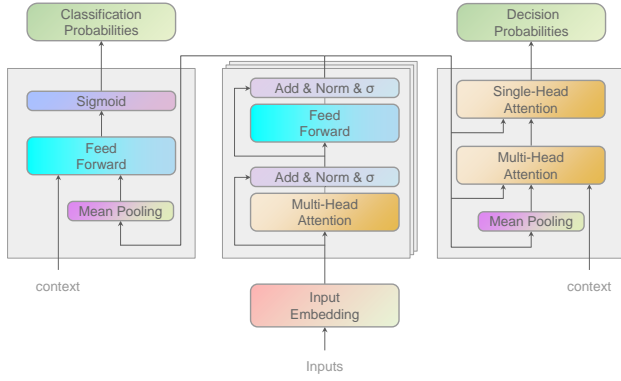 Classification
Probabilities
Sigmoid
Feed
Forward
Mean Pooling
context
Add & Norm & σ
Feed
Forward
Add & Norm & σ
Multi-Head
Attention
Input
Embedding
Inputs
Decision
Probabilities
Single-Head
Attention
Multi-Head
Attention
Mean Pooling
context